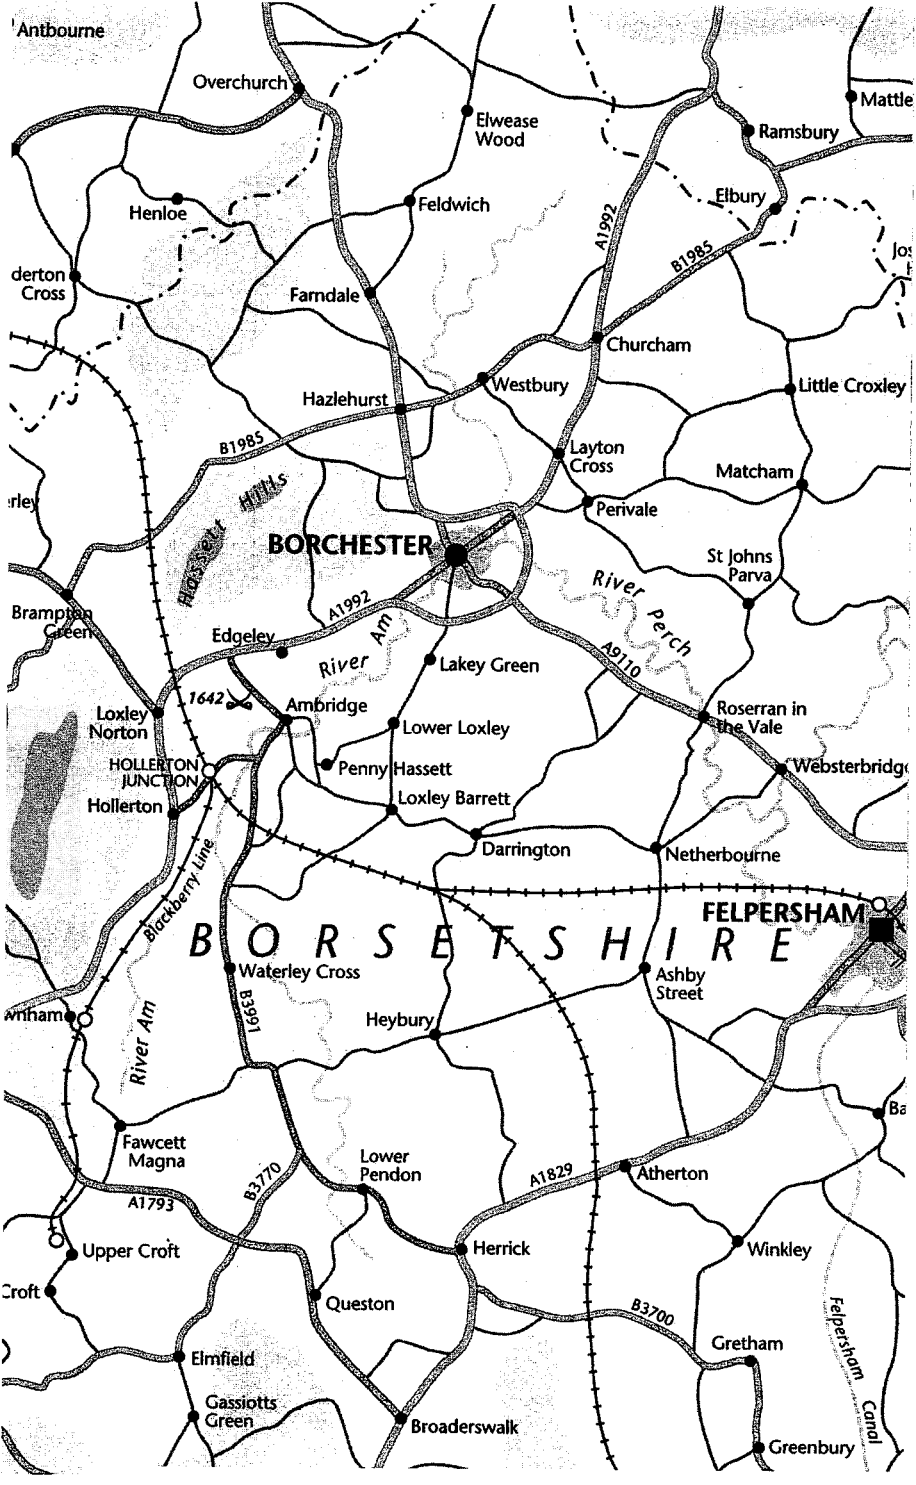 Antbourne
Overchurch
Mattle
Elwease
Wood
Ramsbury
Henloe
Feldwich
Elbury
A1992
B1985
Jos
derton
Cross
Farndale
Churcham
Westbury
Little Croxley
Hazlehurst
B1985
Layton
Cross
Matcham
erley
Hassett Hills
Perivale
BORCHESTER
St Johns
Parva
River Perch
Brampton
Green
A1992
Edgeley
River Am
A9110
Lakey Green
1642
Ambridge
Loxley
Norton
Lower Loxley
Roserran in
the Vale
HOLLERTON
JUNCTION
Penny Hassett
Websterbridge
Hollerton
Loxley Barrett
Darrington
Netherbourne
Blackberry Line
FELPERSHAM
BORSETSHIRE
Waterley Cross
Ashby
Street
B3991
wnham
Heybury
River Am
Ba
Fawcett
Magna
Lower
Pendon
B3770
A1829
Atherton
A1793
Upper Croft
Herrick
Winkley
Croft
Queston
B3700
Felpersham Canal
Gretham
Elmfield
Gassiotts
Green
Broaderswalk
Greenbury